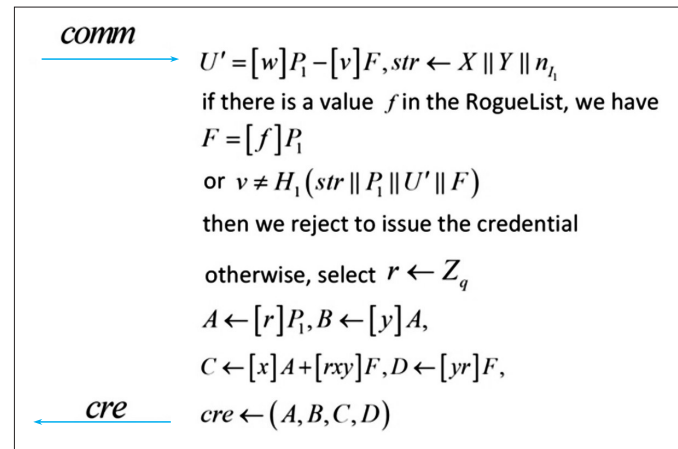 comm
U' = [w]P₁ − [v]F, str ← X || Y || n_{I₁}
if there is a value f in the RogueList, we have
F = [f]P₁
or v ≠ H₁(str || P₁ || U' || F)
then we reject to issue the credential
otherwise, select r ← Z_q
A ← [r]P₁, B ← [y]A,
C ← [x]A + [rxy]F, D ← [yr]F,
cre
cre ← (A, B, C, D)